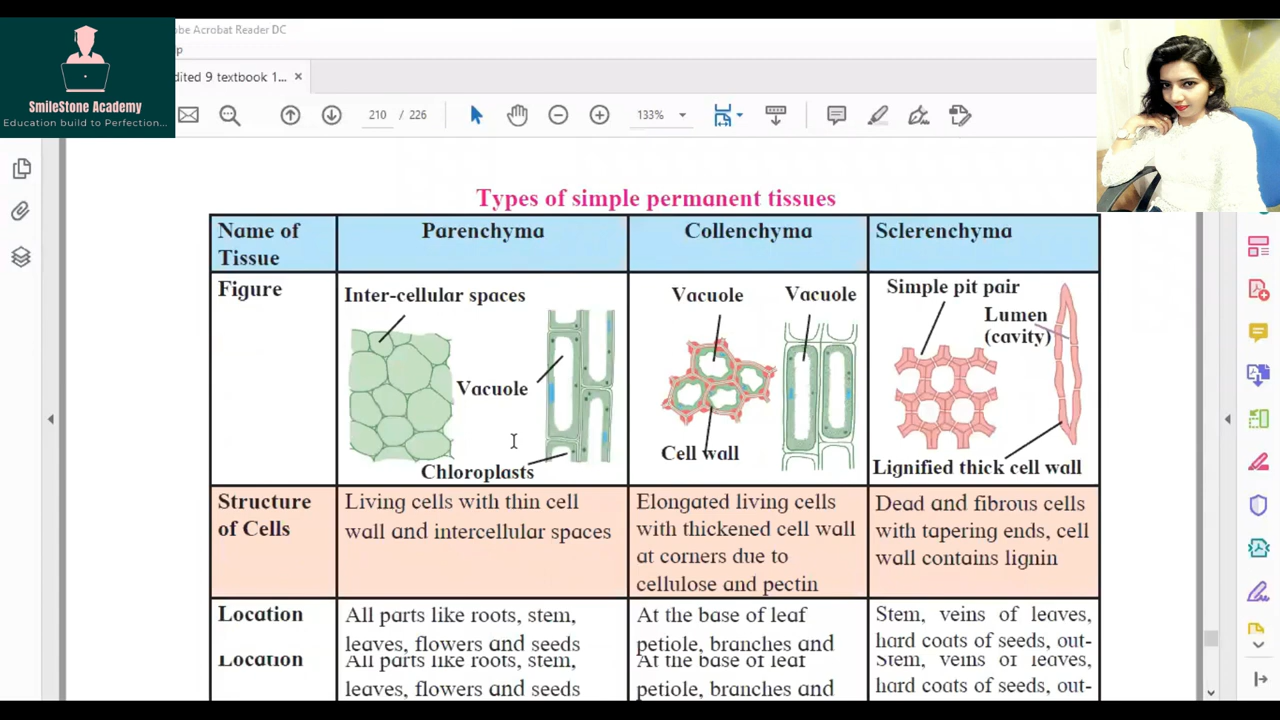 obe Acrobat Reader DC
p
dited 9 textbook 1... ×
SmileStone Academy
Education build to Perfection...
210 / 226
133%
Types of simple permanent tissues
Name of Tissue
Parenchyma
Collenchyma
Sclerenchyma
Figure
Inter-cellular spaces
Vacuole
Chloroplasts
Vacuole
Vacuole
Cell wall
Simple pit pair
Lumen
(cavity)
Lignified thick cell wall
Structure
of Cells
Living cells with thin cell
wall and intercellular spaces
Elongated living cells
with thickened cell wall
at corners due to
cellulose and pectin
Dead and fibrous cells
with tapering ends, cell
wall contains lignin
Location
All parts like roots, stem,
leaves, flowers and seeds
At the base of leaf
petiole, branches and
Stem, veins of leaves,
hard coats of seeds, out-
Location
All parts like roots, stem,
leaves, flowers and seeds
At the base of leaf
petiole, branches and
Stem, veins of leaves,
hard coats of seeds, out-